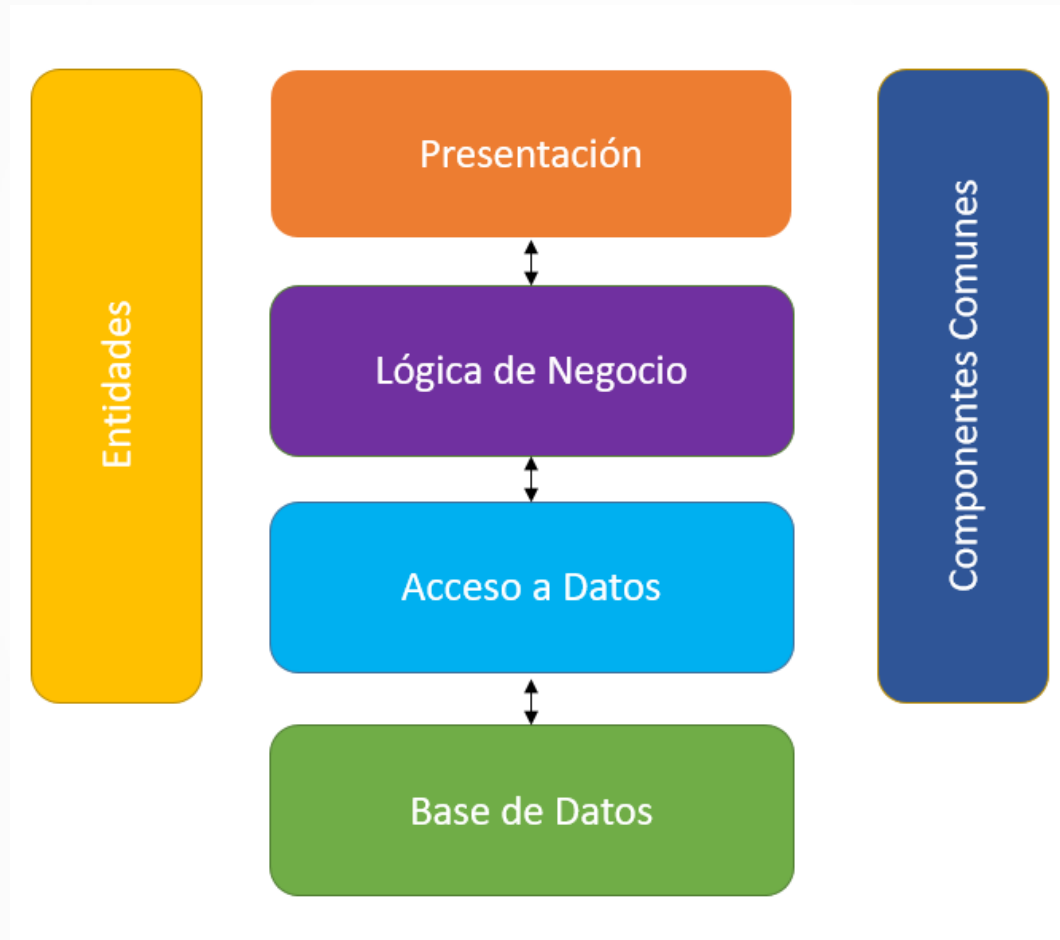 Presentación
Entidades
Lógica de Negocio
Componentes Comunes
Acceso a Datos
Base de Datos